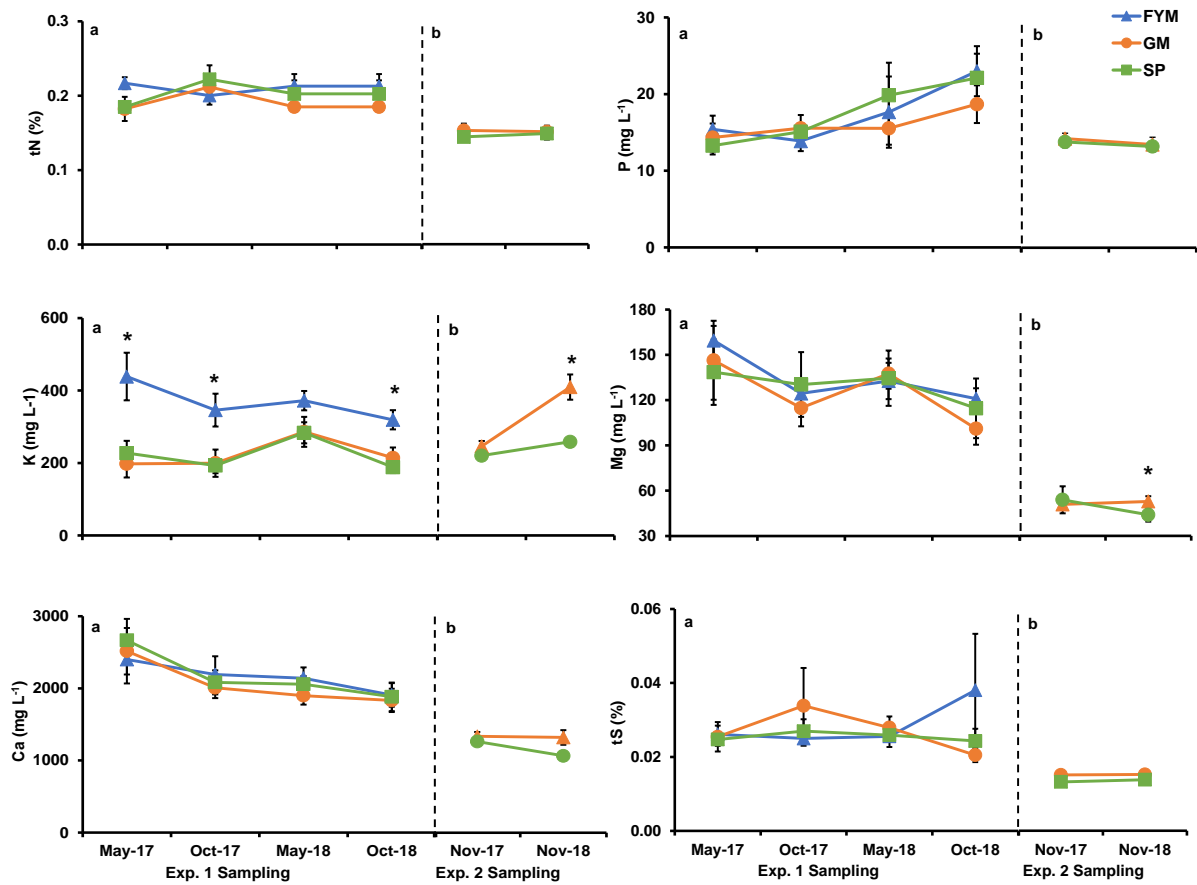 a
b
0.3
0.2
0.1
0.0
tN (%)
a
b
30
20
10
0
P (mg L-1)
FYM
GM
SP
a
b
600
400
200
0
K (mg L-1)
*
*
*
*
a
b
180
150
120
90
60
30
Mg (mg L-1)
*
a
b
3000
2000
1000
0
Ca (mg L-1)
May-17 Oct-17 May-18 Oct-18 Nov-17 Nov-18
Exp. 1 Sampling Exp. 2 Sampling
a
b
0.06
0.04
0.02
0.00
tS (%)
May-17 Oct-17 May-18 Oct-18 Nov-17 Nov-18
Exp. 1 Sampling Exp. 2 Sampling